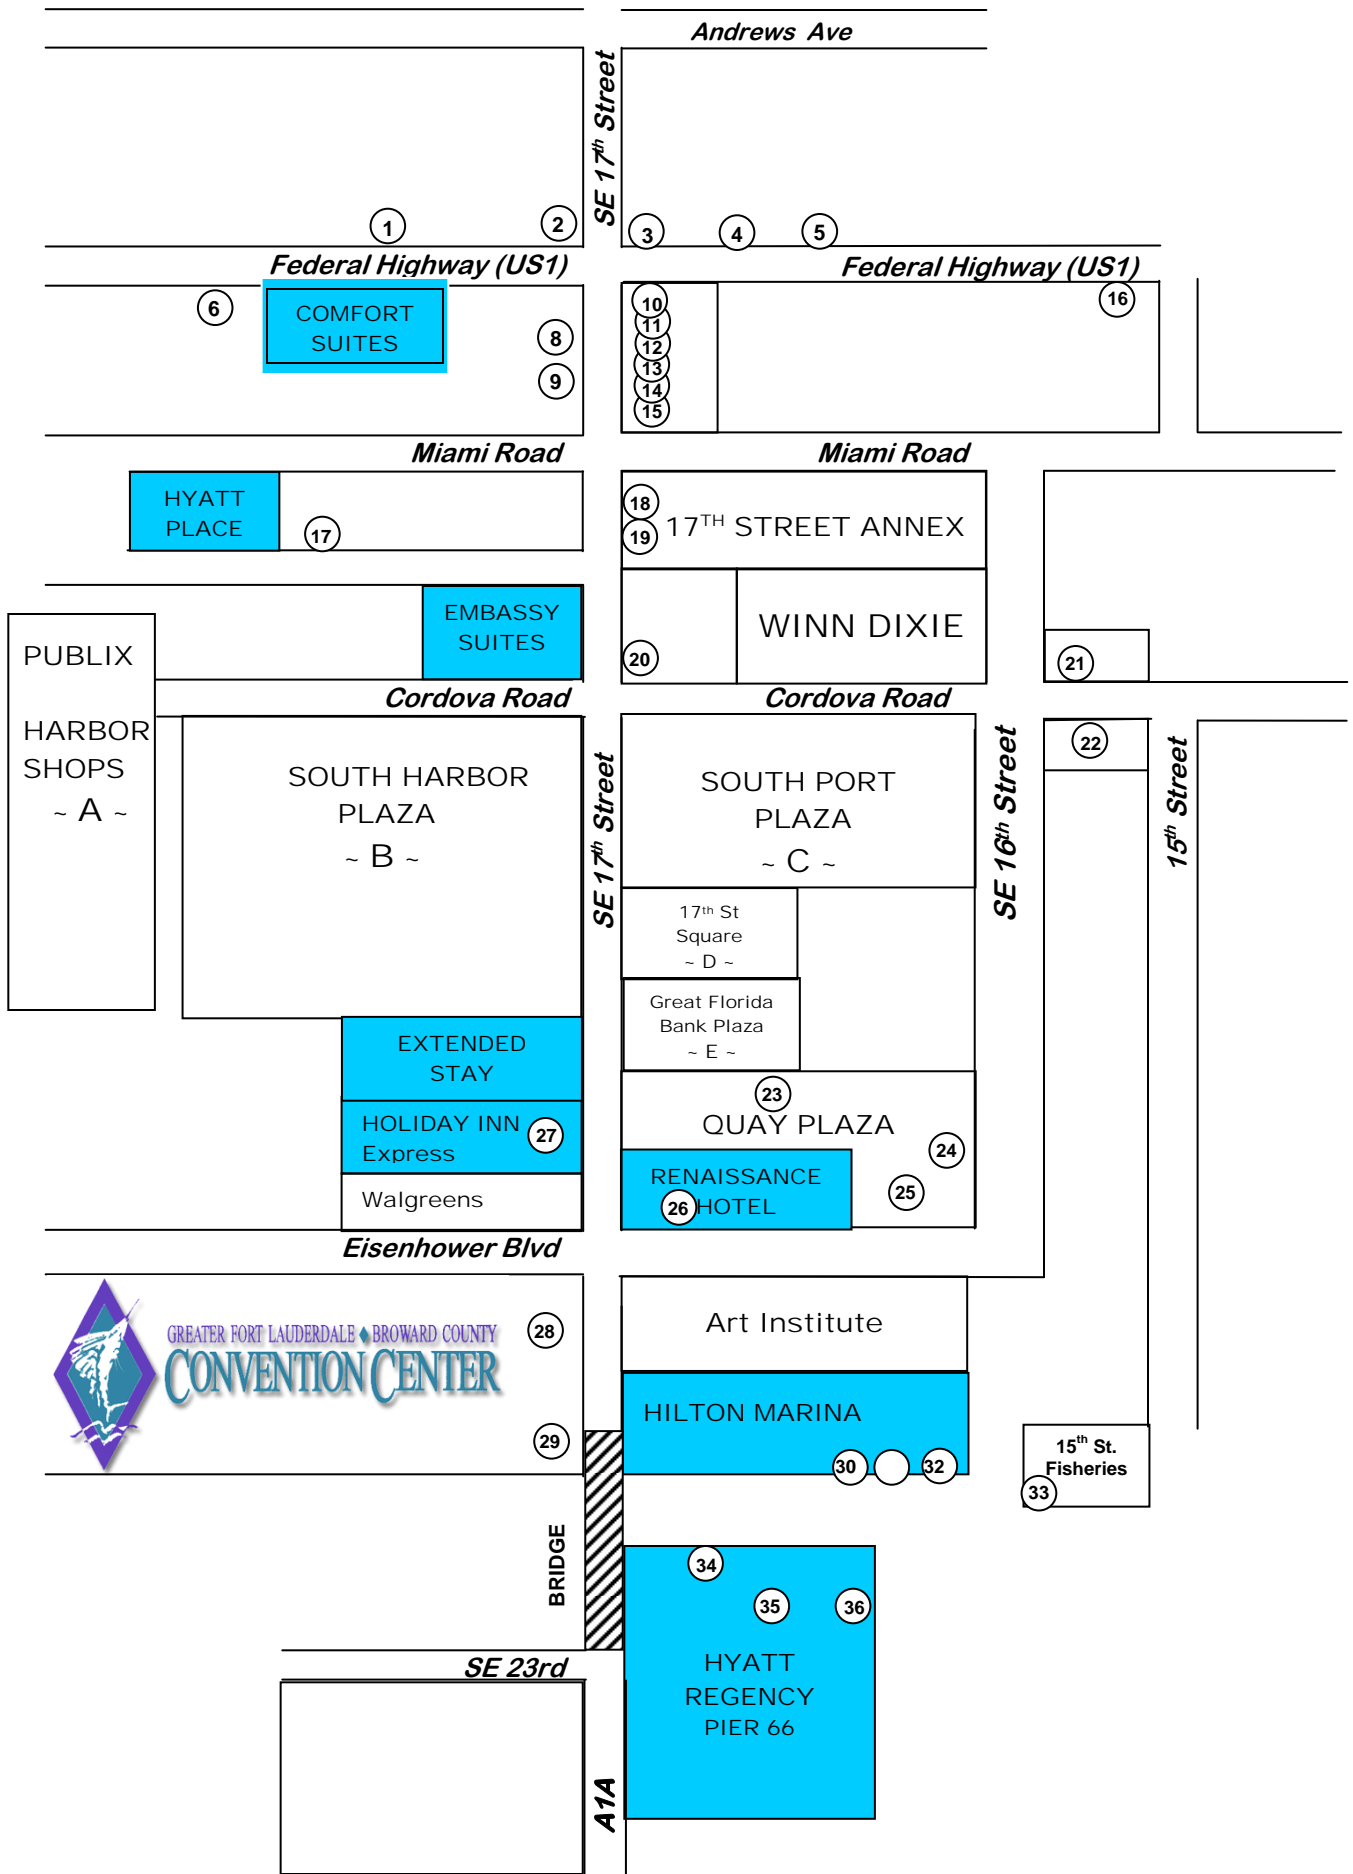 Andrews Ave
SE 17th Street
1
2
3
4
5
Federal Highway (US1)
Federal Highway (US1)
6
COMFORT
SUITES
8
9
10
11
12
13
14
15
16
Miami Road
Miami Road
HYATT
PLACE
17
18
19
17TH STREET ANNEX
EMBASSY
SUITES
20
WINN DIXIE
21
PUBLIX
HARBOR
SHOPS
~ A ~
Cordova Road
Cordova Road
SOUTH HARBOR
PLAZA
~ B ~
SE 17th Street
SOUTH PORT
PLAZA
~ C ~
SE 16th Street
22
15th Street
17th St
Square
~ D ~
Great Florida
Bank Plaza
~ E ~
EXTENDED
STAY
HOLIDAY INN
Express
27
Walgreens
23
QUAY PLAZA
24
25
RENAISSANCE
HOTEL
26
Eisenhower Blvd
GREATER FORT LAUDERDALE ♦ BROWARD COUNTY
CONVENTION CENTER
28
29
Art Institute
HILTON MARINA
30
32
15th St.
Fisheries
33
BRIDGE
34
35
36
HYATT
REGENCY
PIER 66
SE 23rd
A1A